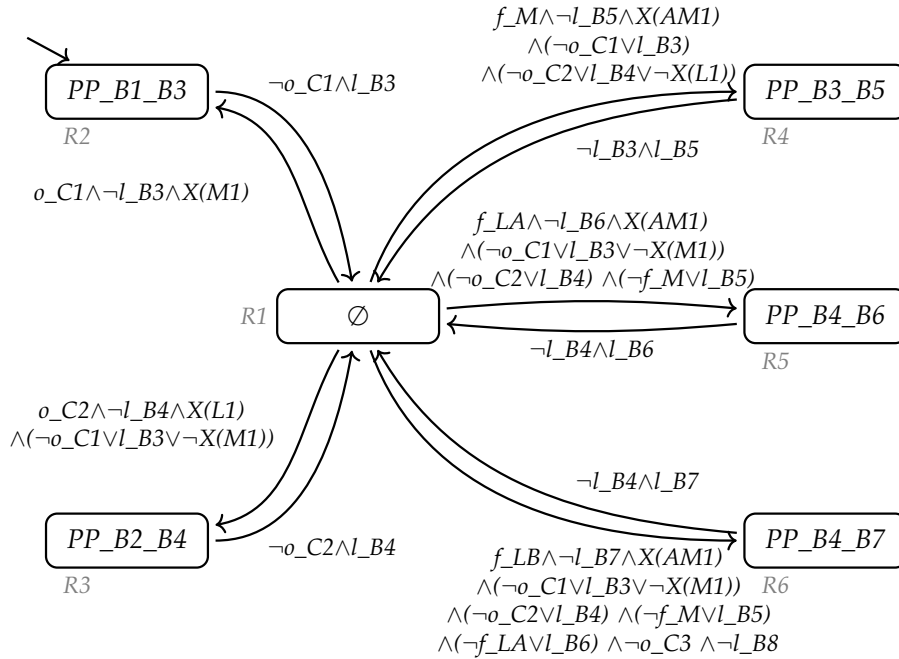 f_M∧¬l_B5∧X(AM1)
∧(¬o_C1∨l_B3)
∧(¬o_C2∨l_B4∨¬X(L1))
PP_B1_B3
¬o_C1∧l_B3
PP_B3_B5
R2
R4
¬l_B3∧l_B5
o_C1∧¬l_B3∧X(M1)
f_LA∧¬l_B6∧X(AM1)
∧(¬o_C1∨l_B3∨¬X(M1))
∧(¬o_C2∨l_B4) ∧(¬f_M∨l_B5)
R1
∅
PP_B4_B6
¬l_B4∧l_B6
R5
o_C2∧¬l_B4∧X(L1)
∧(¬o_C1∨l_B3∨¬X(M1))
¬l_B4∧l_B7
PP_B2_B4
¬o_C2∧l_B4
PP_B4_B7
R3
R6
f_LB∧¬l_B7∧X(AM1)
∧(¬o_C1∨l_B3∨¬X(M1))
∧(¬o_C2∨l_B4) ∧(¬f_M∨l_B5)
∧(¬f_LA∨l_B6) ∧¬o_C3 ∧¬l_B8